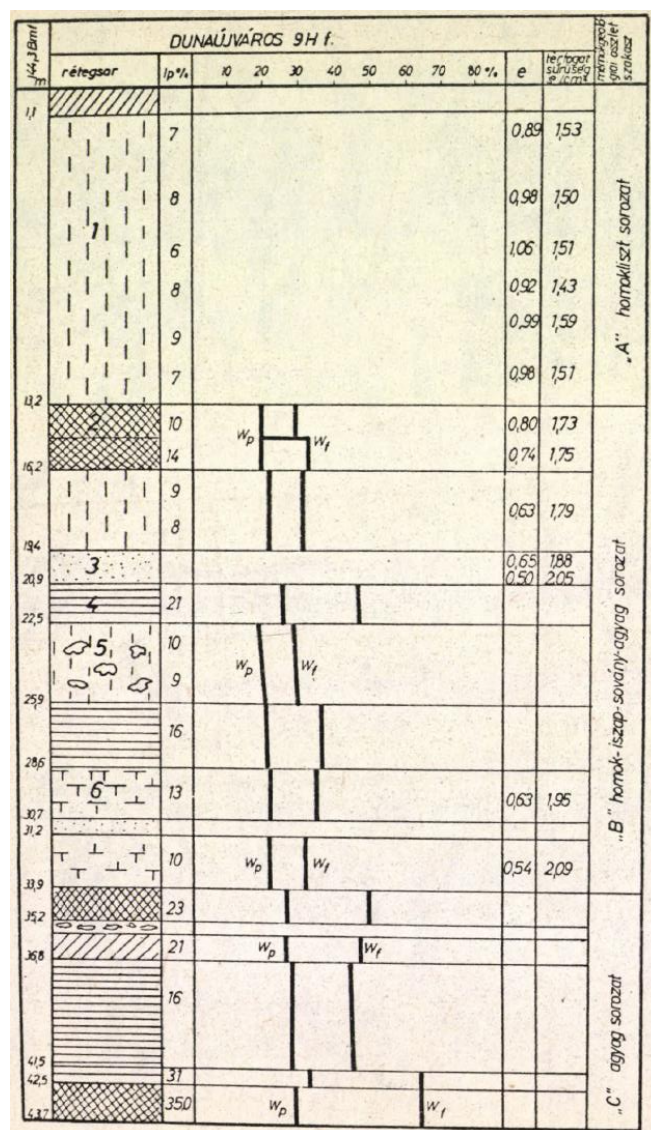 DUNAÚJVÁROS 9H f.
144,3 Bmf
m
rétegsor
Ip%
10 20 30 40 50 60 70 80 %
e
térfogat
sűrűség
szakasz
1,1
7 0,89 1,53
8 0,98 1,50
1
6 1,06 1,51
8 0,92 1,43
9 0,99 1,59
7 0,98 1,51
„A" homokliszt sorozat
13,2
2 10 0,80 1,73
Wp Wf
14 0,74 1,75
16,2
9
0,63 1,79
8
19,4
3 0,65 1,88
0,50 2,05
20,9
4 21
22,5
5 10
Wp Wf
9
25,9
16
28,6
6 13 0,63 1,95
30,7
31,2
10 Wp Wf 0,54 2,09
33,9
„B" homok-iszap-sovány-agyag sorozat
23
35,2
21 Wp Wf
36,8
16
41,5
31
42,5
35,0 Wp Wf
43,7
„C" agyag sorozat